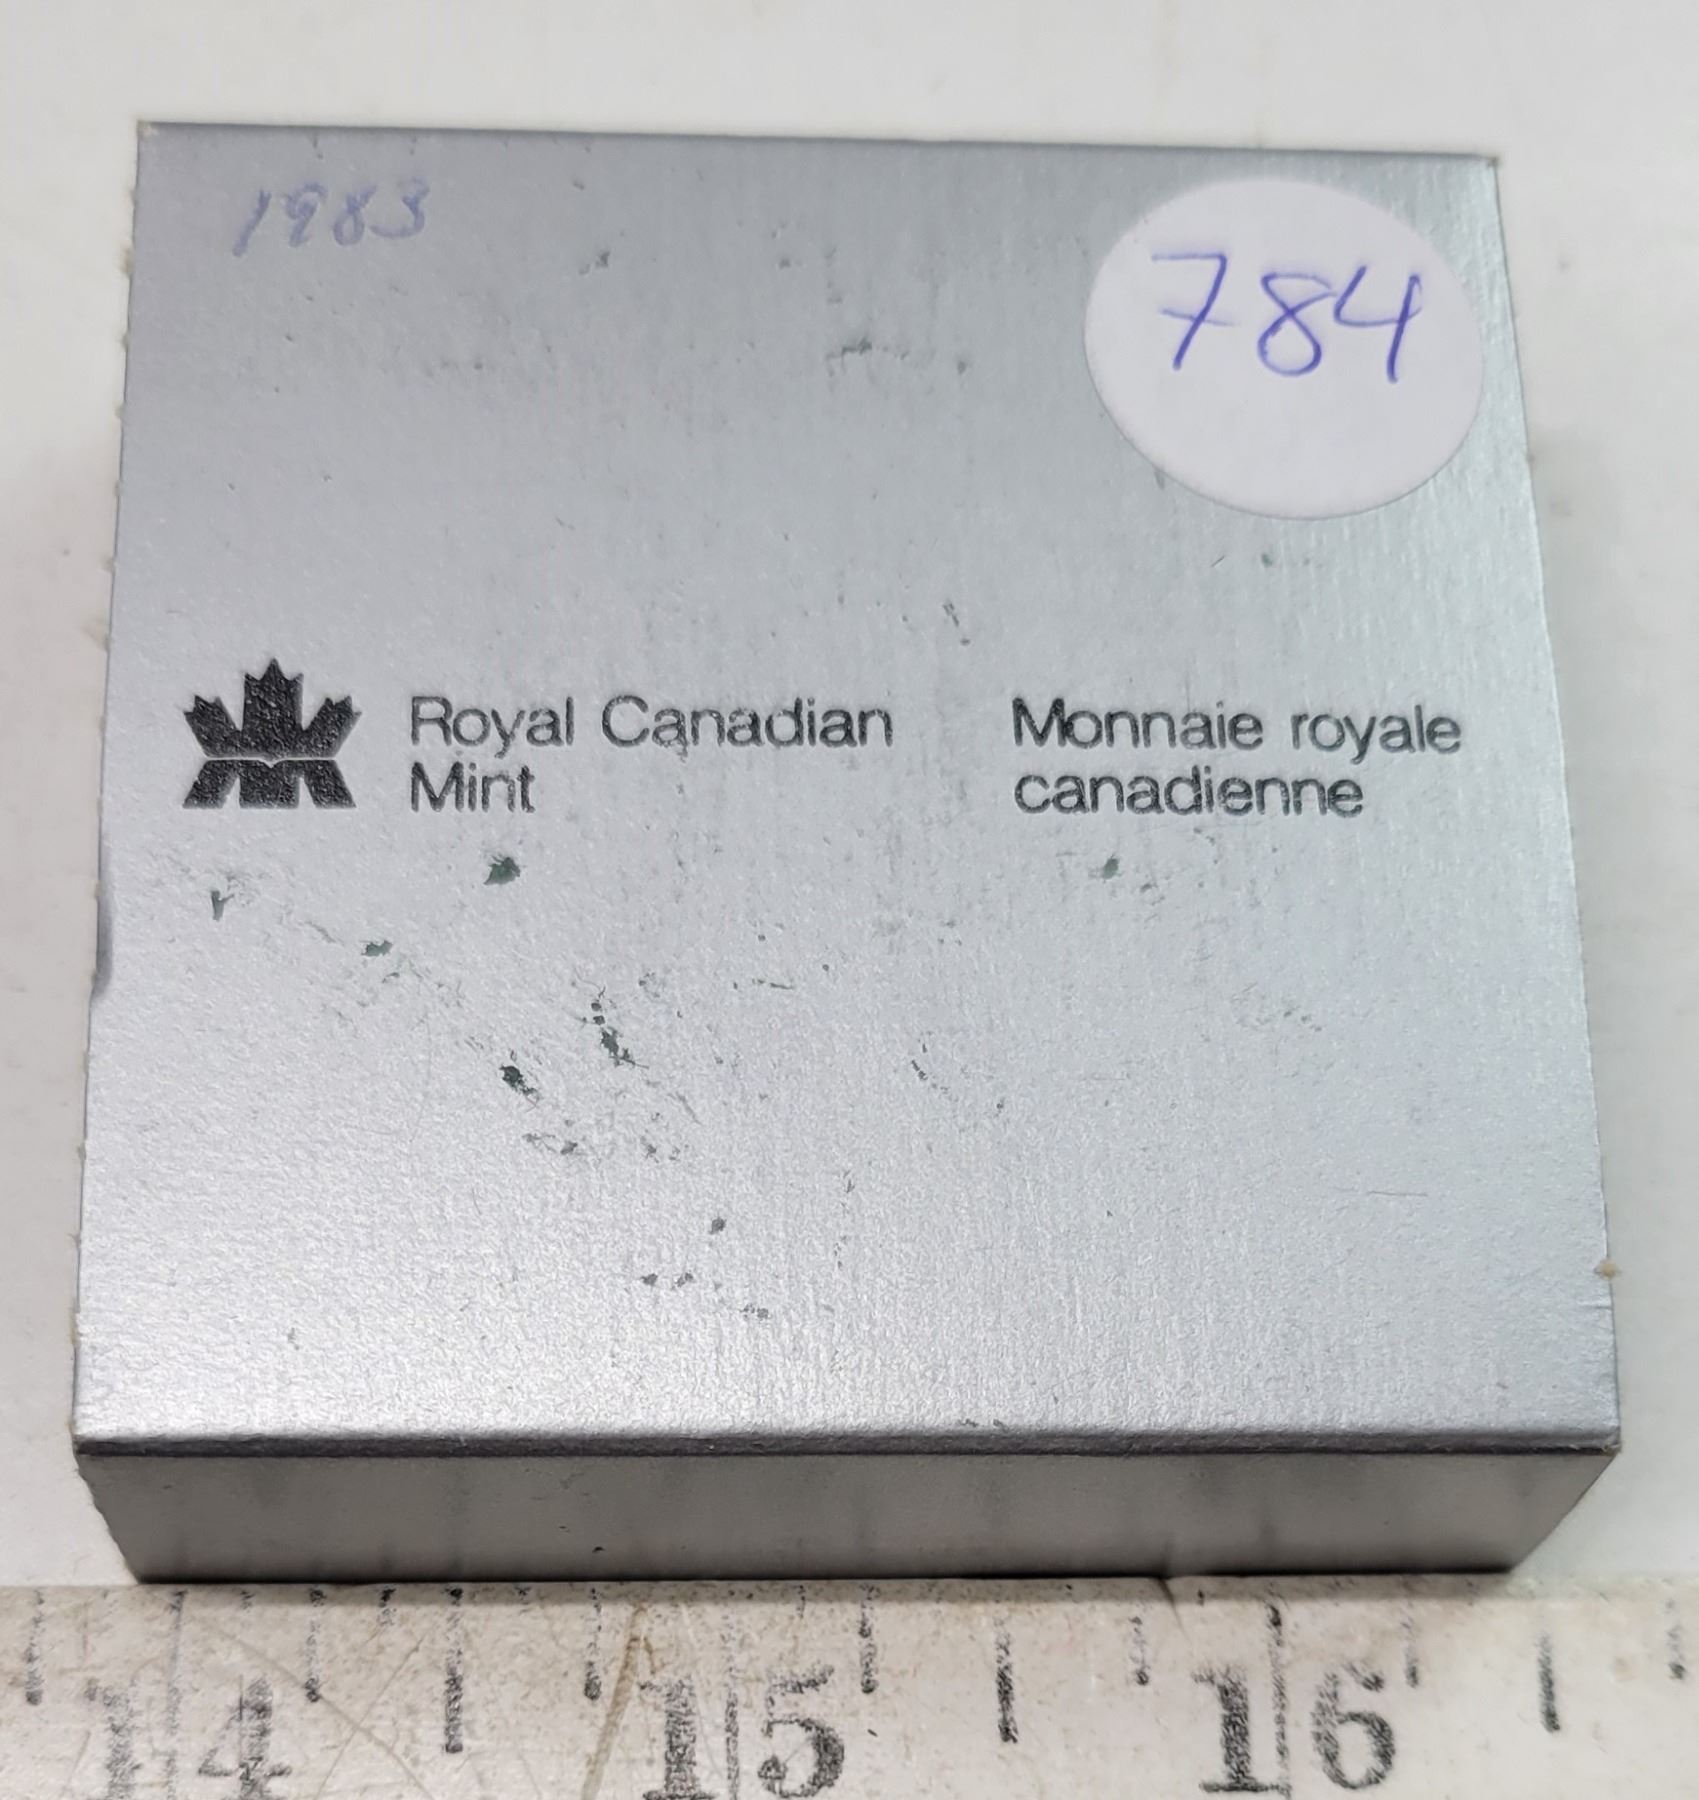 1983
784
Royal Canadian
Mint
Monnaie royale
canadienne
14 15 16